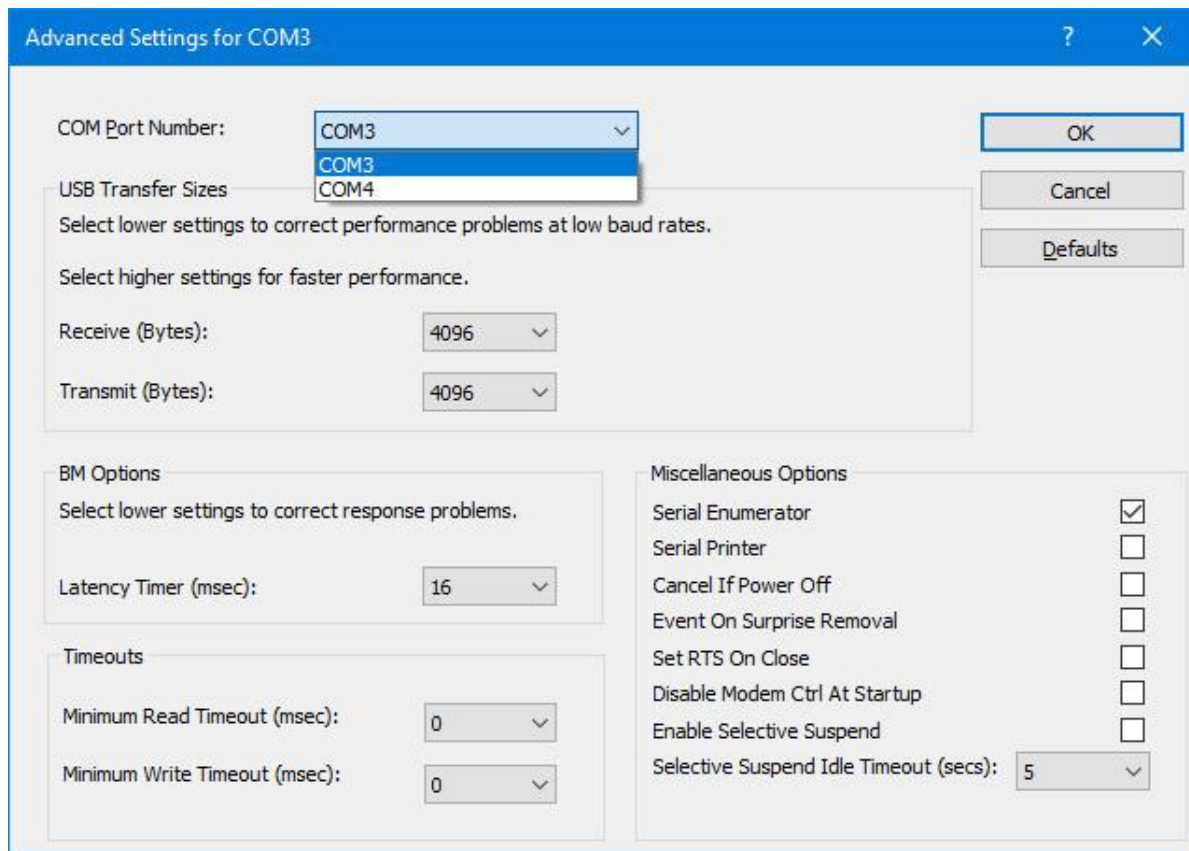 Advanced Settings for COM3 ?
COM Port Number: COM3 OK
COM3
COM4
USB Transfer Sizes Cancel
Select lower settings to correct performance problems at low baud rates.
Defaults
Select higher settings for faster performance.
Receive (Bytes): 4096
Transmit (Bytes): 4096
BM Options
Select lower settings to correct response problems.
Latency Timer (msec): 16
Timeouts
Minimum Read Timeout (msec): 0
Minimum Write Timeout (msec): 0
Miscellaneous Options
Serial Enumerator
Serial Printer
Cancel If Power Off
Event On Surprise Removal
Set RTS On Close
Disable Modem Ctrl At Startup
Enable Selective Suspend
Selective Suspend Idle Timeout (secs): 5